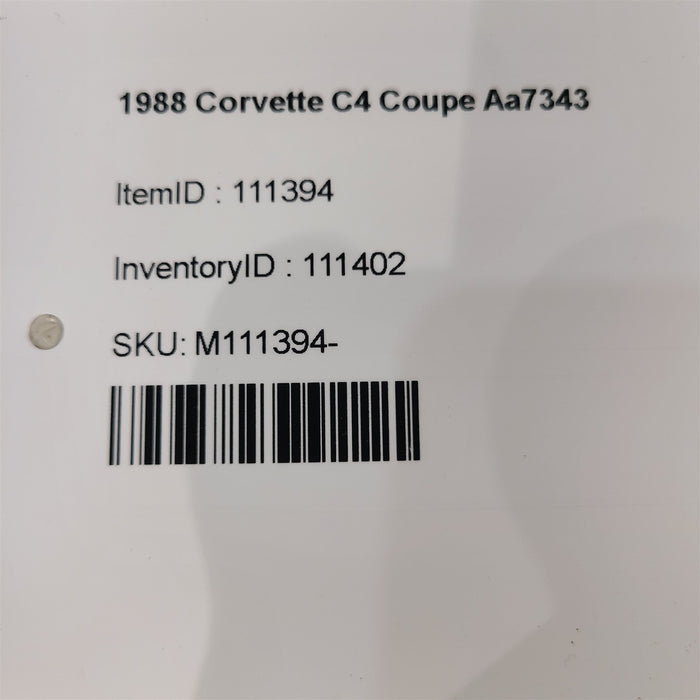 1988 Corvette C4 Coupe Aa7343
ItemID : 111394
InventoryID : 111402
SKU: M111394-